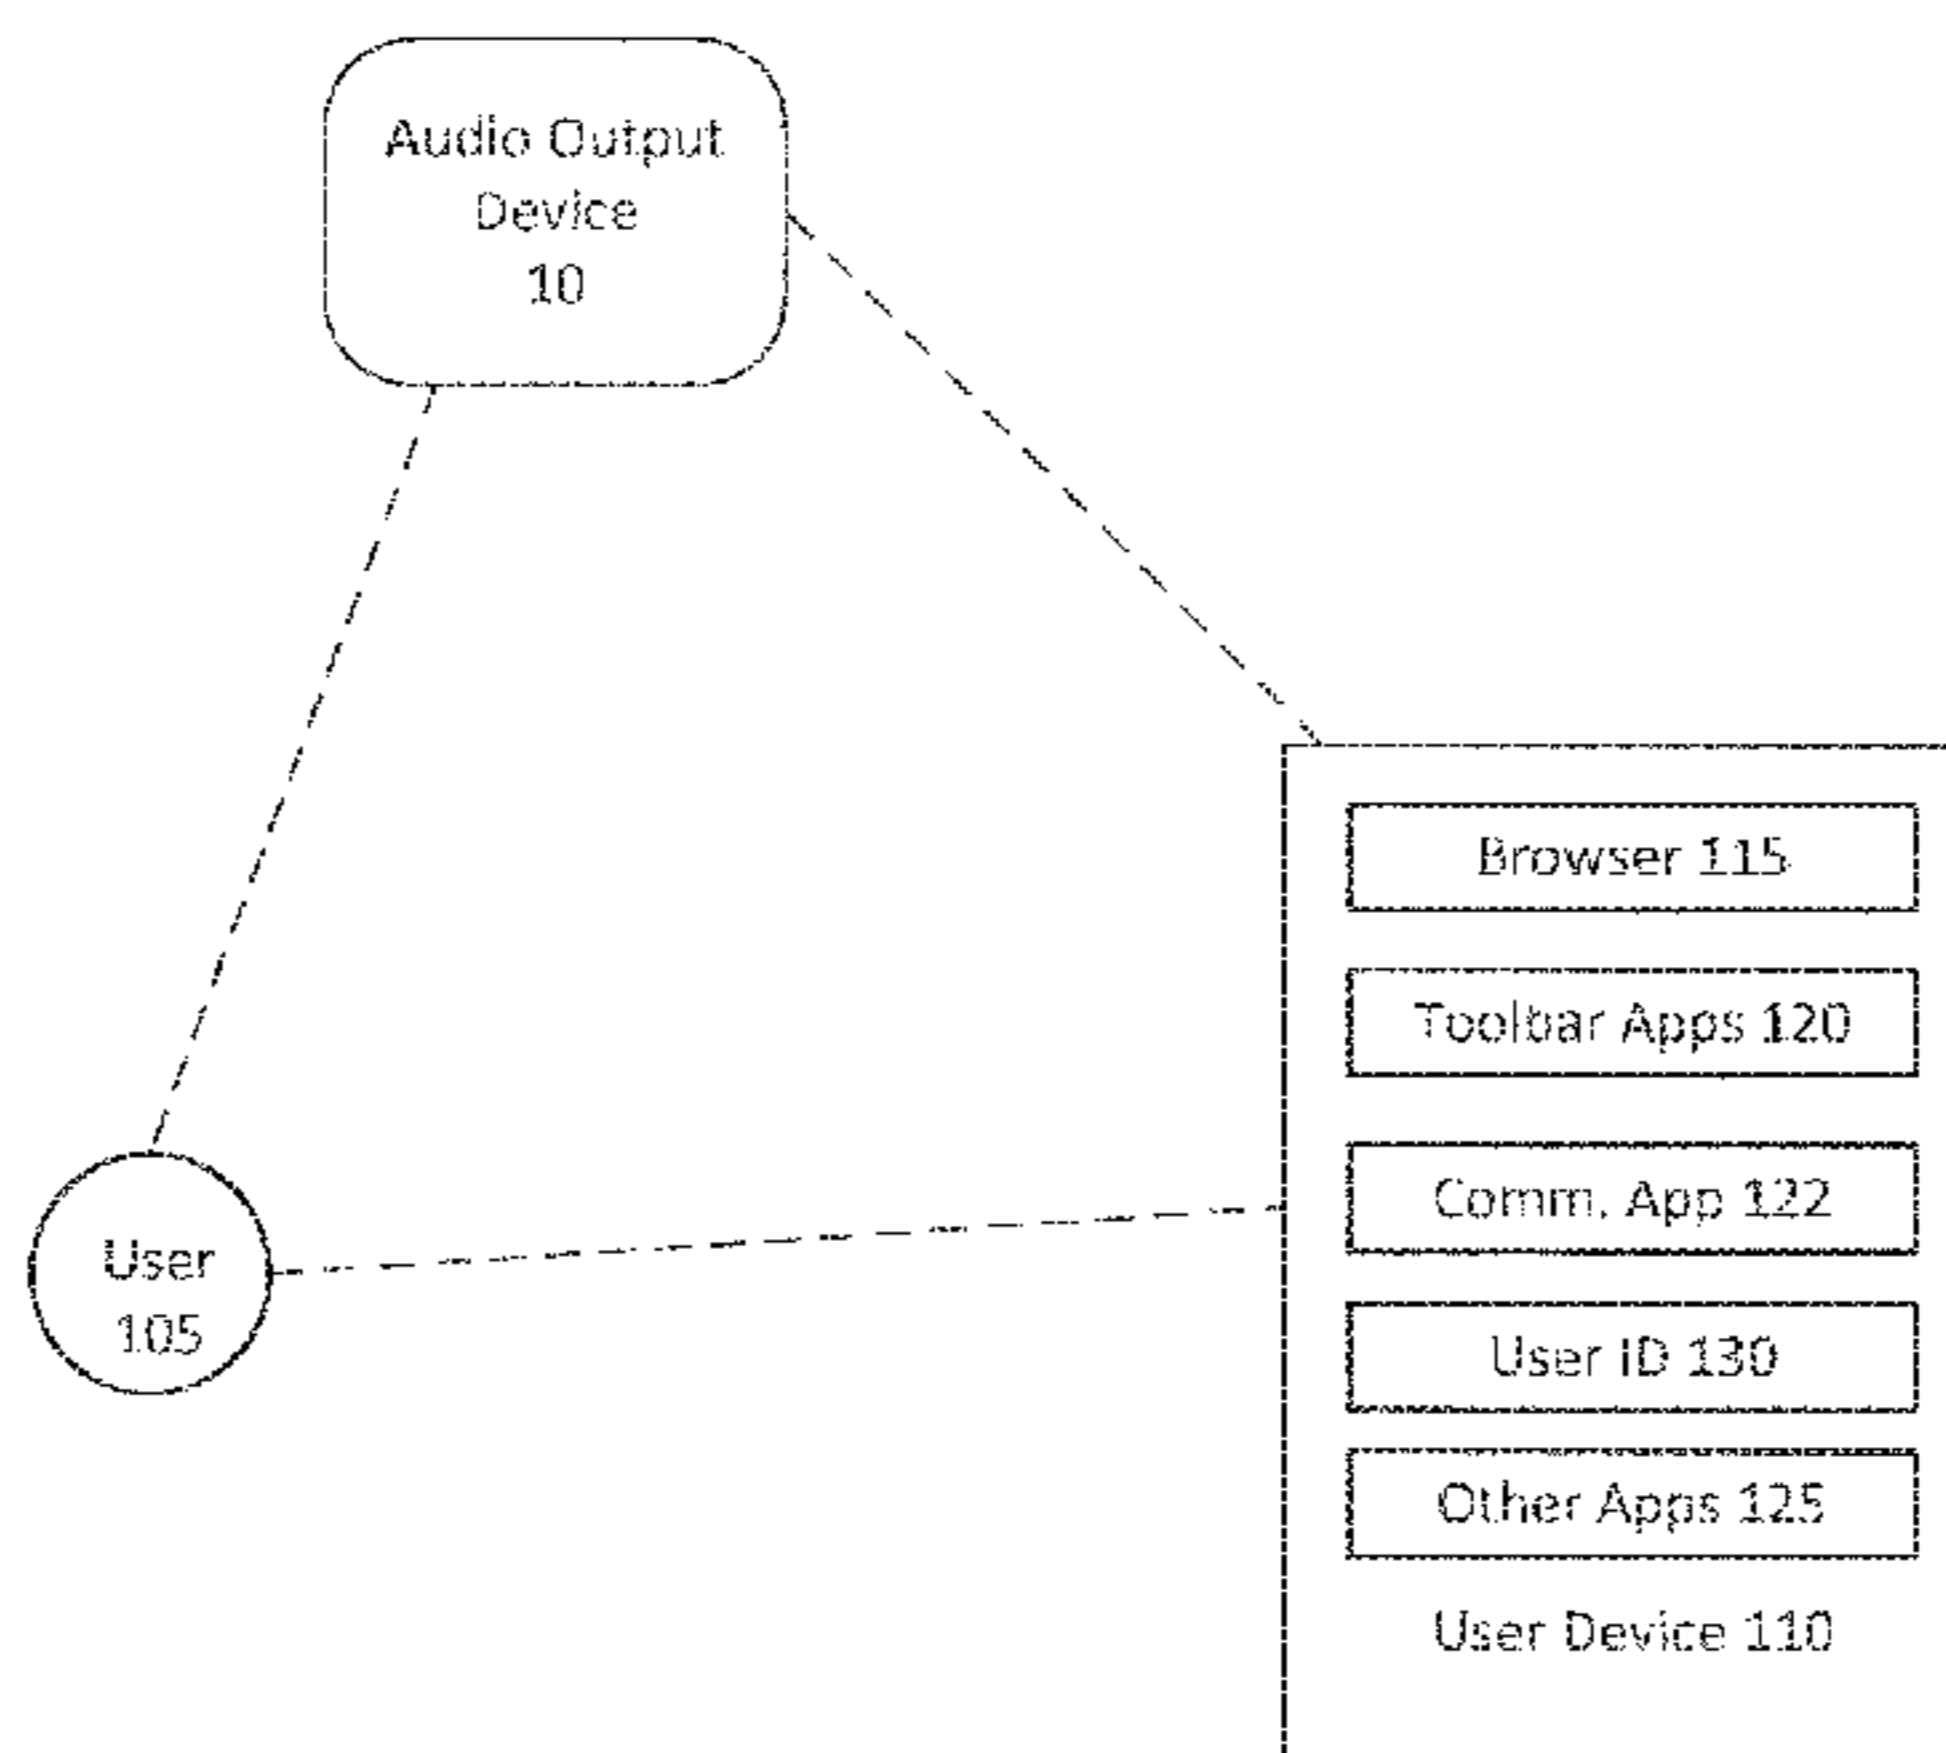 Audio Output
Device
10
Browser 115
Toolbar Apps 120
Comm. App 122
User
105
User ID 130
Other Apps 125
User Device 110